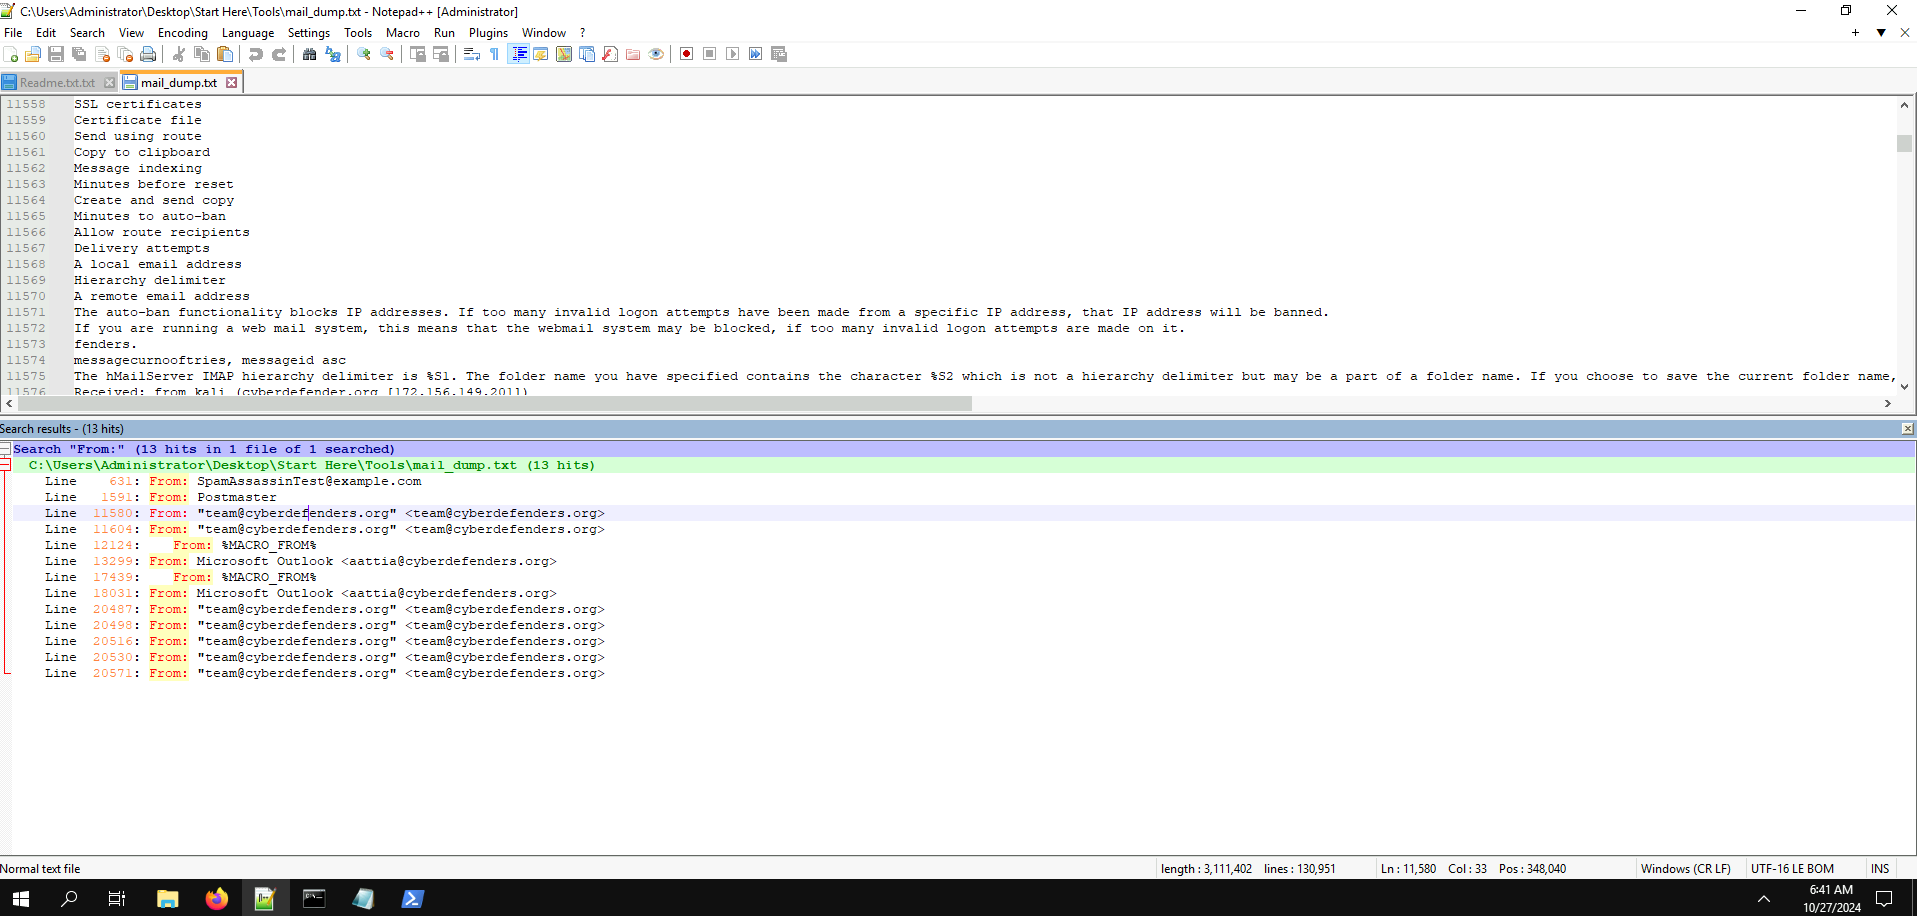 C:\Users\Administrator\Desktop\Start Here\Tools\mail_dump.txt - Notepad++ [Administrator]
File Edit Search View Encoding Language Settings Tools Macro Run Plugins Window ?
Readme.txt.txt mail_dump.txt
11558 SSL certificates
11559 Certificate file
11560 Send using route
11561 Copy to clipboard
11562 Message indexing
11563 Minutes before reset
11564 Create and send copy
11565 Minutes to auto-ban
11566 Allow route recipients
11567 Delivery attempts
11568 A local email address
11569 Hierarchy delimiter
11570 A remote email address
11571 The auto-ban functionality blocks IP addresses. If too many invalid logon attempts have been made from a specific IP address, that IP address will be banned.
11572 If you are running a web mail system, this means that the webmail system may be blocked, if too many invalid logon attempts are made on it.
11573 fenders.
11574 messagecurnooftries, messageid asc
11575 The hMailServer IMAP hierarchy delimiter is %S1. The folder name you have specified contains the character %S2 which is not a hierarchy delimiter but may be a part of a folder name. If you choose to save the current folder name,
11576 Received: from kali (cyberdefender.org [172.156.149.201])
Search results - (13 hits)
Search "From:" (13 hits in 1 file of 1 searched)
C:\Users\Administrator\Desktop\Start Here\Tools\mail_dump.txt (13 hits)
Line 631: From: SpamAssassinTest@example.com
Line 1591: From: Postmaster
Line 11580: From: "team@cyberdefenders.org" <team@cyberdefenders.org>
Line 11604: From: "team@cyberdefenders.org" <team@cyberdefenders.org>
Line 12124: From: %MACRO_FROM%
Line 13299: From: Microsoft Outlook <aattia@cyberdefenders.org>
Line 17439: From: %MACRO_FROM%
Line 18031: From: Microsoft Outlook <aattia@cyberdefenders.org>
Line 20487: From: "team@cyberdefenders.org" <team@cyberdefenders.org>
Line 20498: From: "team@cyberdefenders.org" <team@cyberdefenders.org>
Line 20516: From: "team@cyberdefenders.org" <team@cyberdefenders.org>
Line 20530: From: "team@cyberdefenders.org" <team@cyberdefenders.org>
Line 20571: From: "team@cyberdefenders.org" <team@cyberdefenders.org>
Normal text file length : 3,111,402 lines : 130,951 Ln : 11,580 Col : 33 Pos : 348,040 Windows (CR LF) UTF-16 LE BOM INS
6:41 AM
10/27/2024